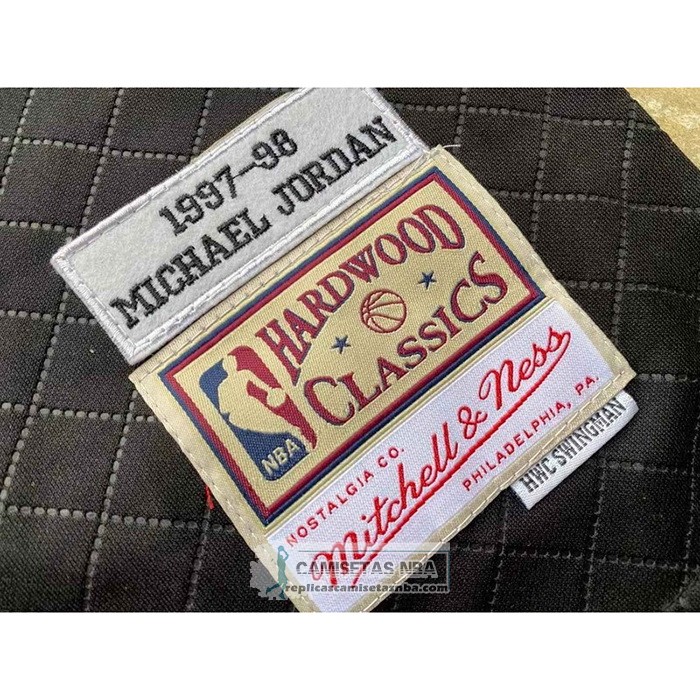 1997-98
MICHAEL JORDAN
HARDWOOD
CLASSICS
NBA
NOSTALGIA CO.
Mitchell & Ness
PHILADELPHIA, PA.
HWC SWINGMAN
CAMISETAS NBA
replicascamisetasnba.com